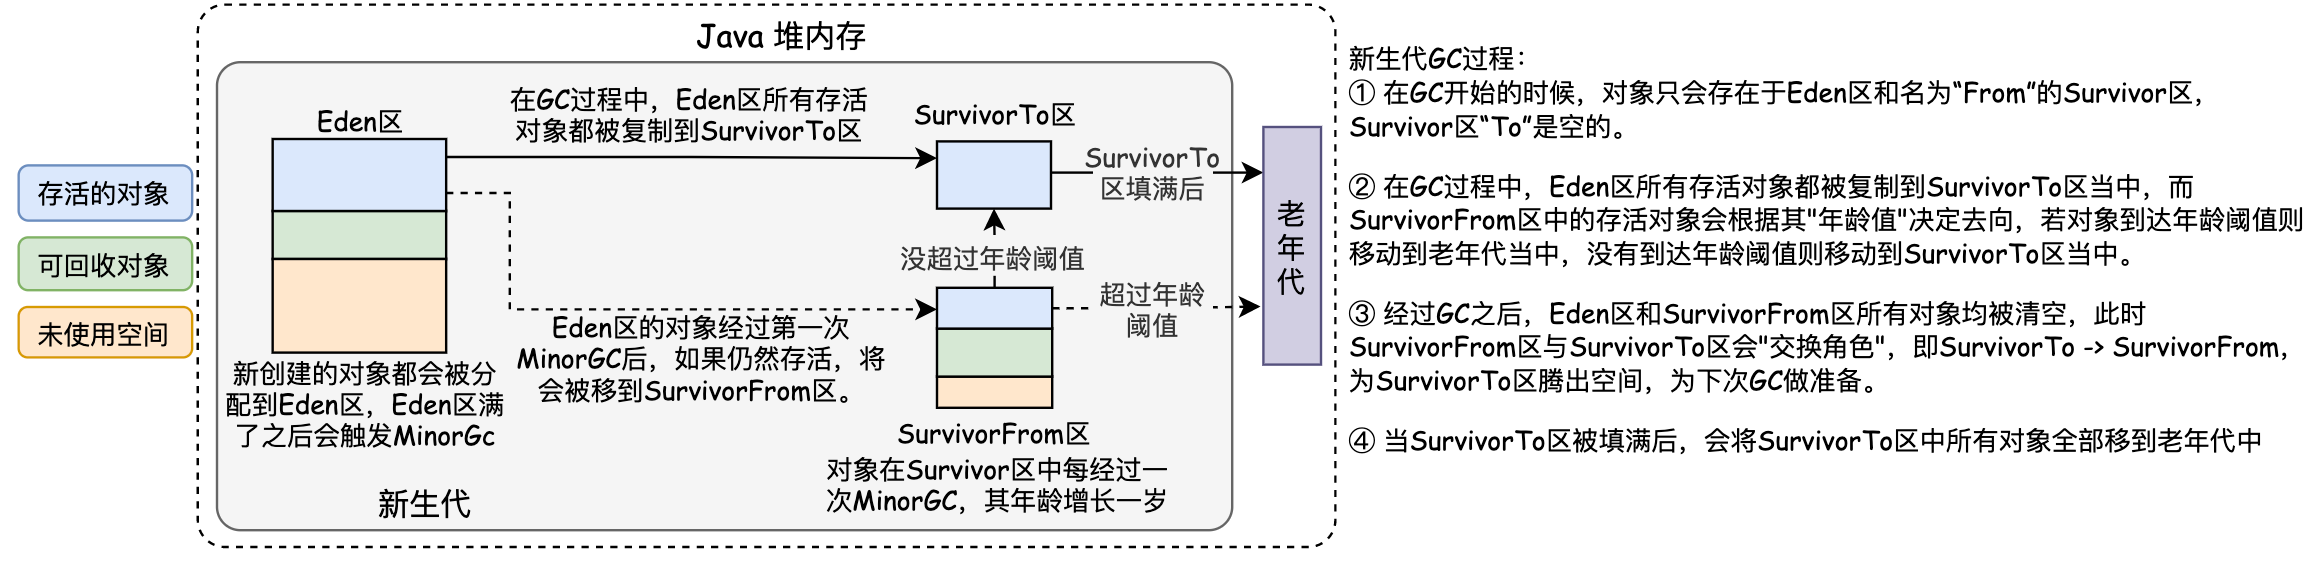 Java 堆内存
存活的对象
可回收对象
未使用空间
Eden区
在GC过程中，Eden区所有存活
对象都被复制到SurvivorTo区
SurvivorTo区
SurvivorTo
区填满后
老
年
代
没超过年龄阈值
超过年龄
阈值
Eden区的对象经过第一次
MinorGC后，如果仍然存活，将
会被移到SurvivorFrom区。
新创建的对象都会被分
配到Eden区，Eden区满
了之后会触发MinorGc
SurvivorFrom区
对象在Survivor区中每经过一
次MinorGC，其年龄增长一岁
新生代
新生代GC过程：
① 在GC开始的时候，对象只会存在于Eden区和名为“From”的Survivor区，
Survivor区“To”是空的。
② 在GC过程中，Eden区所有存活对象都被复制到SurvivorTo区当中，而
SurvivorFrom区中的存活对象会根据其"年龄值"决定去向，若对象到达年龄阈值则
移动到老年代当中，没有到达年龄阈值则移动到SurvivorTo区当中。
③ 经过GC之后，Eden区和SurvivorFrom区所有对象均被清空，此时
SurvivorFrom区与SurvivorTo区会"交换角色"，即SurvivorTo -> SurvivorFrom，
为SurvivorTo区腾出空间，为下次GC做准备。
④ 当SurvivorTo区被填满后，会将SurvivorTo区中所有对象全部移到老年代中